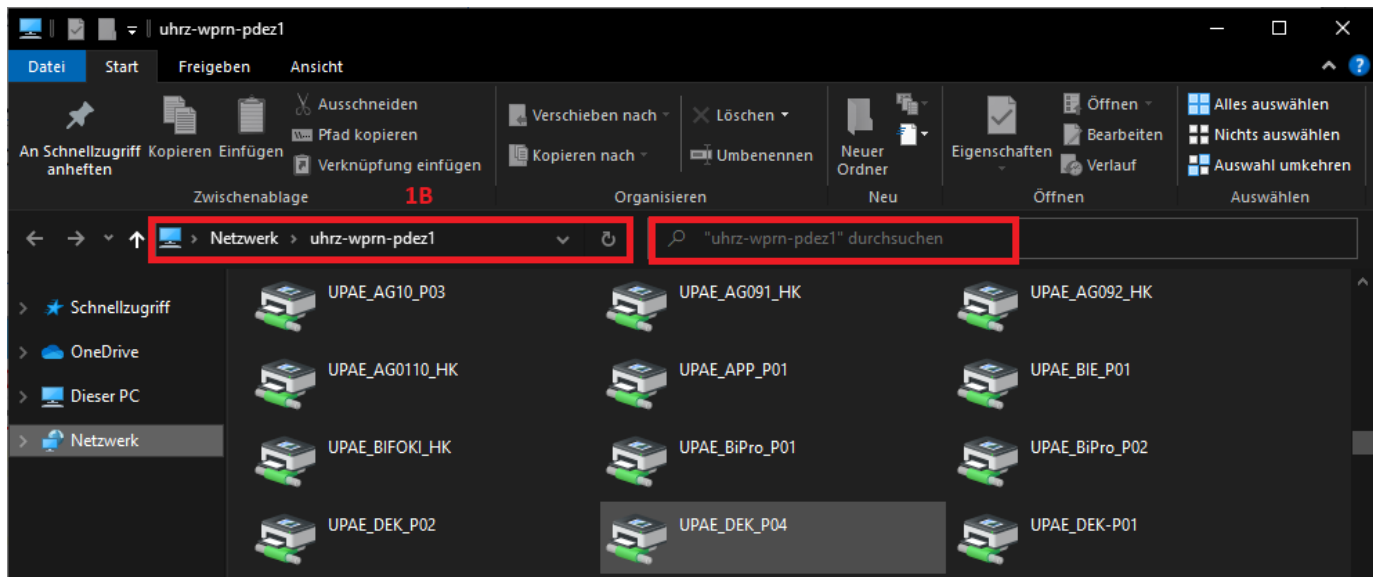 uhrz-wprn-pdez1
Datei Start Freigeben Ansicht
An Schnellzugriff anheften
Kopieren
Einfügen
Ausschneiden
Pfad kopieren
Verknüpfung einfügen
Zwischenablage
Verschieben nach
Kopieren nach
Löschen
Umbenennen
Organisieren
Neuer
Ordner
Neu
Eigenschaften
Öffnen
Bearbeiten
Verlauf
Öffnen
Alles auswählen
Nichts auswählen
Auswahl umkehren
Auswählen
1B
Netzwerk > uhrz-wprn-pdez1
"uhrz-wprn-pdez1" durchsuchen
Schnellzugriff
OneDrive
Dieser PC
Netzwerk
UPAE_AG10_P03 UPAE_AG091_HK UPAE_AG092_HK
UPAE_AG0110_HK UPAE_APP_P01 UPAE_BIE_P01
UPAE_BIFOKI_HK UPAE_BiPro_P01 UPAE_BiPro_P02
UPAE_DEK_P02 UPAE_DEK_P04 UPAE_DEK-P01